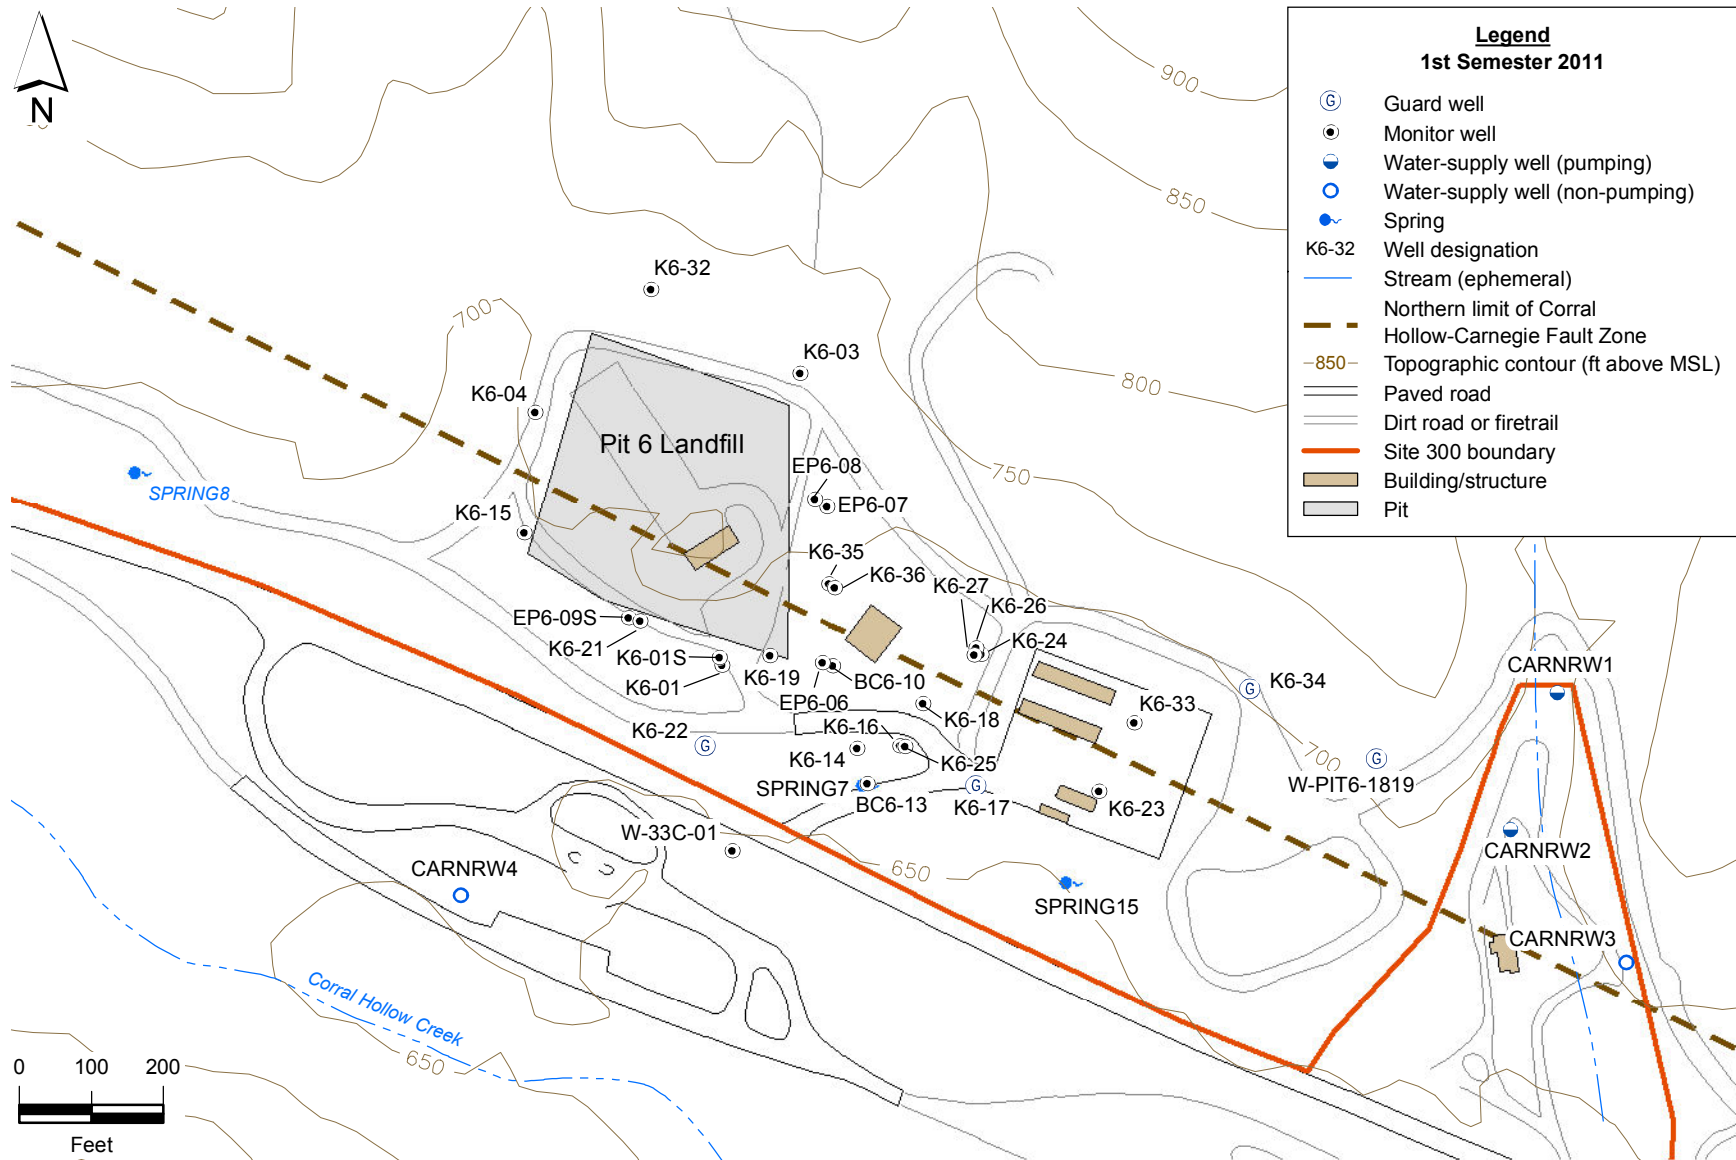 N
Legend
1st Semester 2011
Guard well
Monitor well
Water-supply well (pumping)
Water-supply well (non-pumping)
Spring
K6-32 Well designation
Stream (ephemeral)
Northern limit of Corral
Hollow-Carnegie Fault Zone
850 Topographic contour (ft above MSL)
Paved road
Dirt road or firetrail
Site 300 boundary
Building/structure
Pit
G
900
850
800
750
700
K6-32
K6-03
K6-04
Pit 6 Landfill
EP6-08
EP6-07
SPRING8
K6-15
K6-35
K6-36
K6-27
K6-26
K6-24
EP6-09S
K6-21
K6-01S
K6-01
K6-19
BC6-10
EP6-06
K6-18
K6-33
G
K6-34
CARNRW1
K6-22
G
K6-16
K6-14
K6-25
SPRING7
BC6-13
G
K6-17
K6-23
700
G
W-PIT6-1819
W-33C-01
CARNRW2
CARNRW4
650
SPRING15
CARNRW3
Corral Hollow Creek
650
0 100 200
Feet